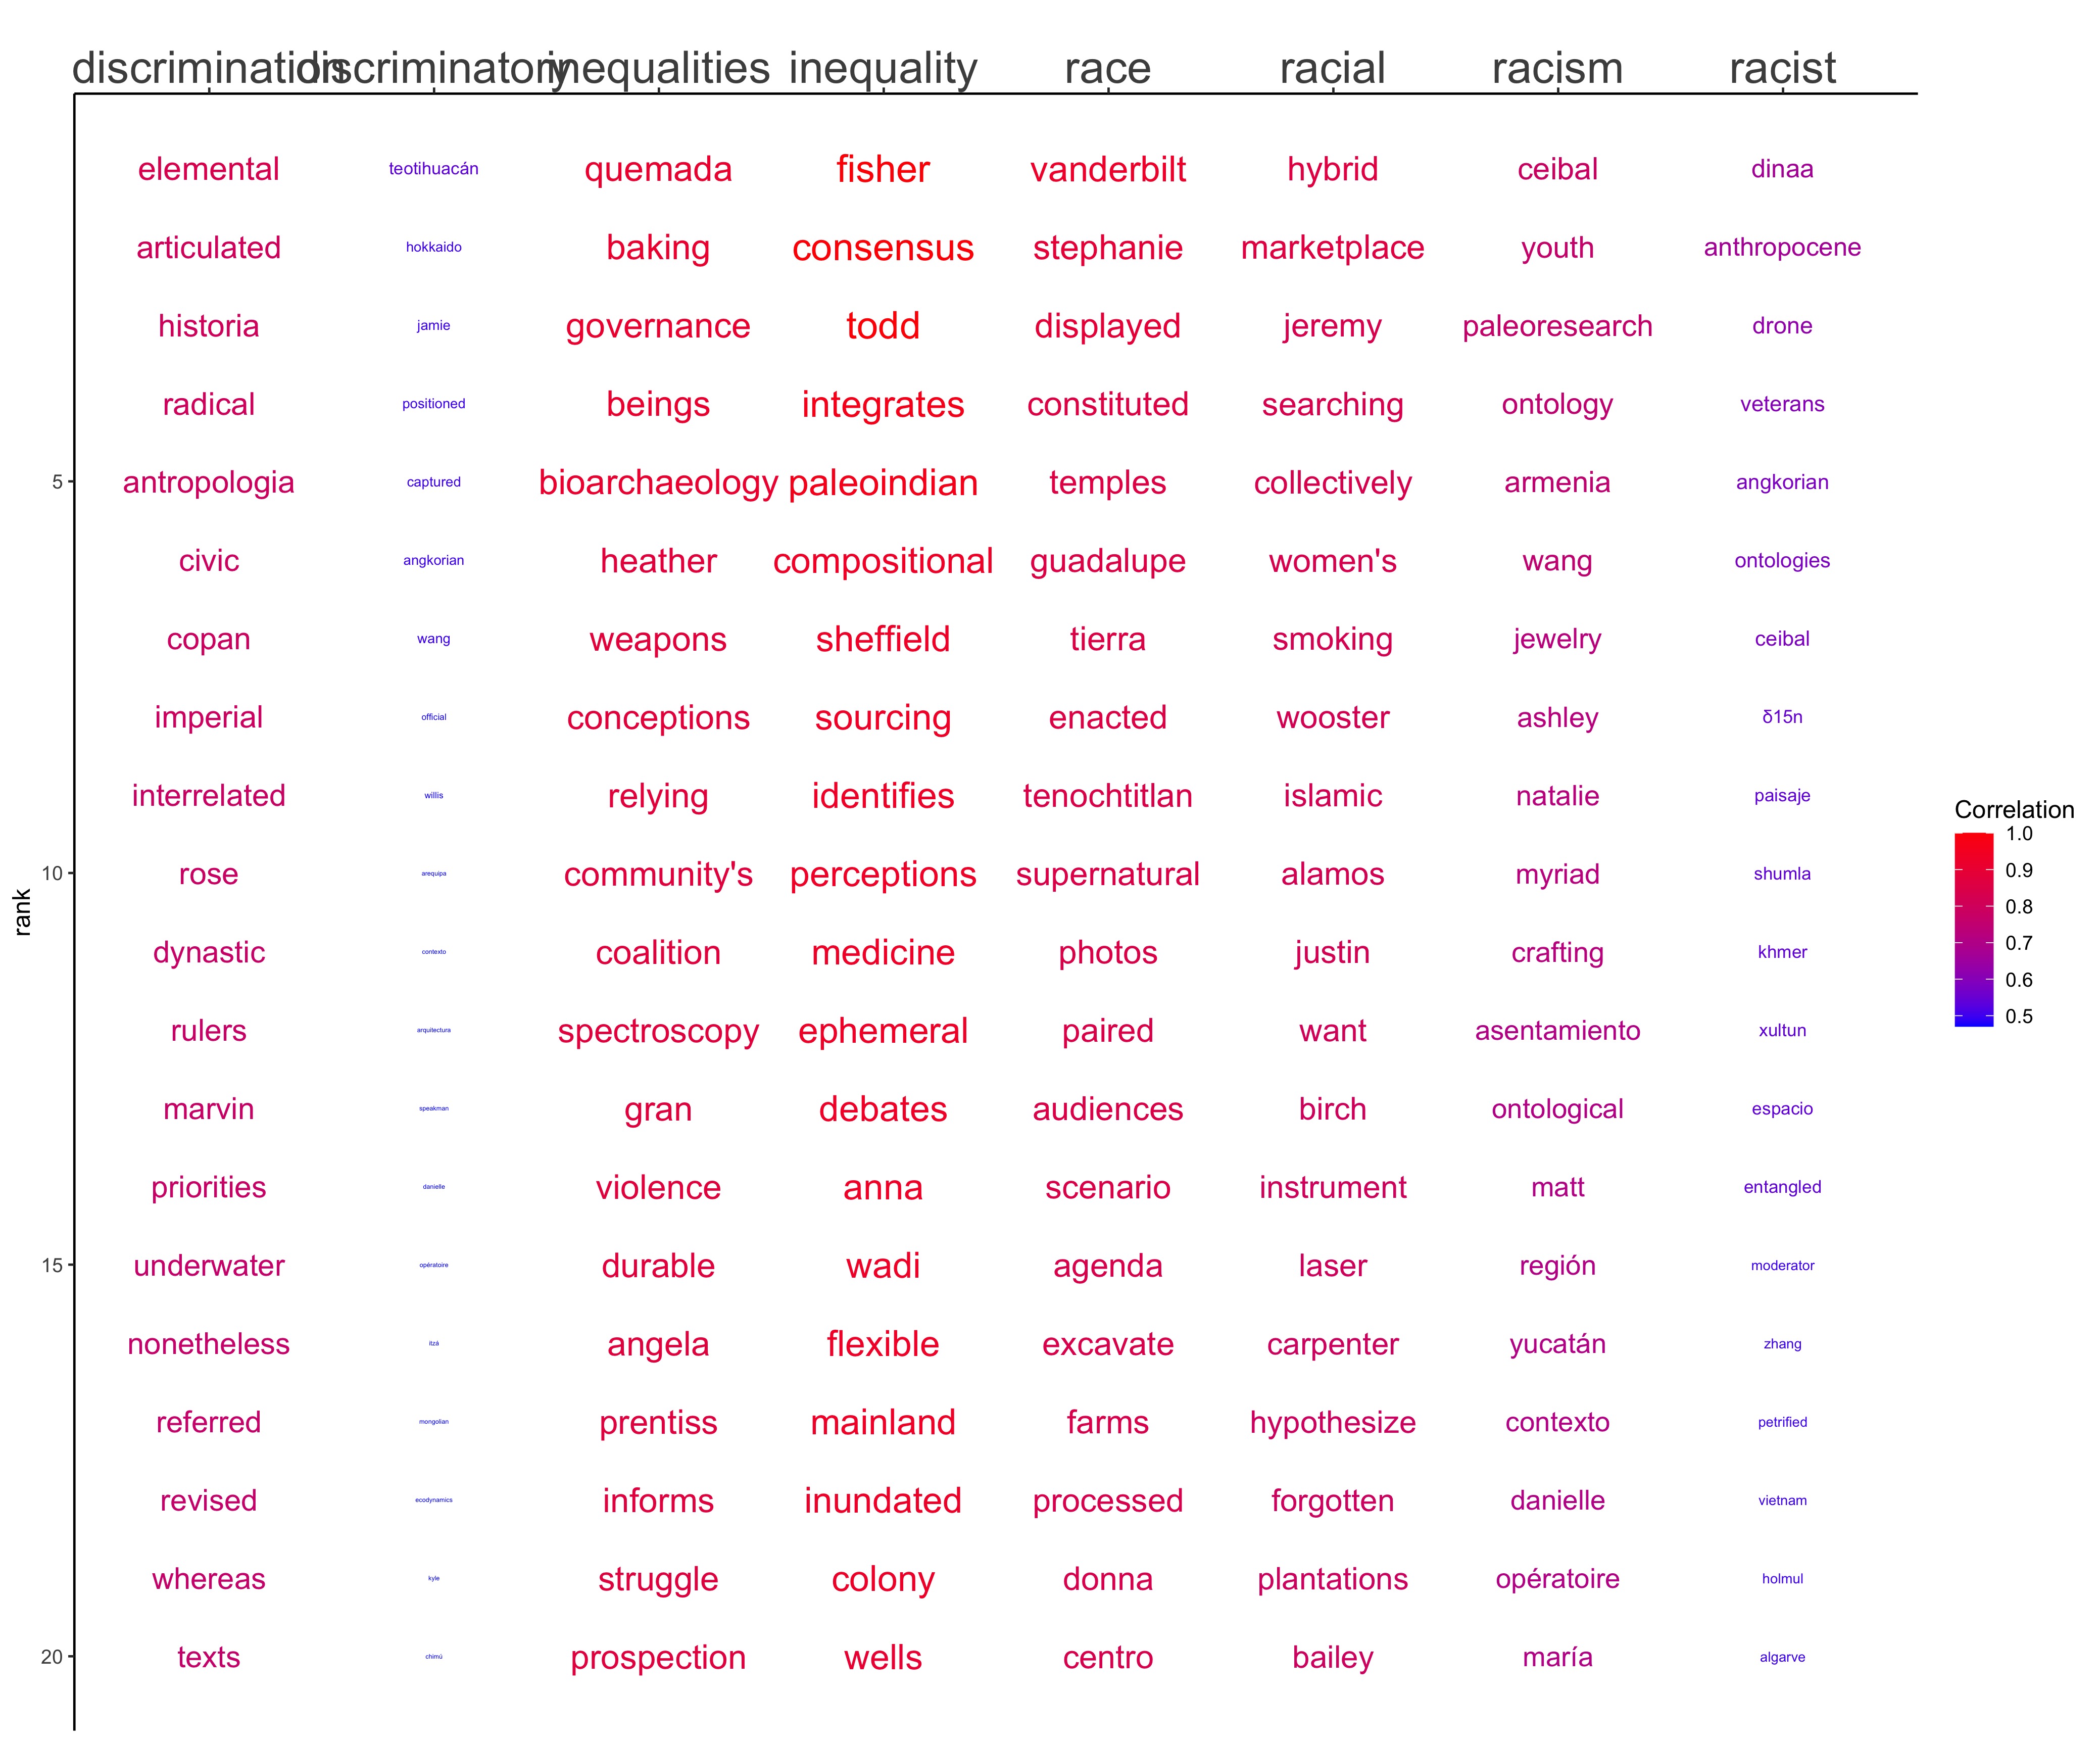 discrimination discriminatory inequalities inequality race racial racism racist
elemental teotihuacán quemada fisher vanderbilt hybrid ceibal dinaa
articulated hokkaido baking consensus stephanie marketplace youth anthropocene
historia jamie governance todd displayed jeremy paleoresearch drone
radical positioned beings integrates constituted searching ontology veterans
5 antropologia captured bioarchaeology paleoindian temples collectively armenia angkorian
civic angkorian heather compositional guadalupe women's wang ontologies
copan wang weapons sheffield tierra smoking jewelry ceibal
imperial official conceptions sourcing enacted wooster ashley δ15n
interrelated willis relying identifies tenochtitlan islamic natalie paisaje
10 rose arequipa community's perceptions supernatural alamos myriad shumla
dynastic contexto coalition medicine photos justin crafting khmer
rulers arquitectura spectroscopy ephemeral paired want asentamiento xultun
marvin speakman gran debates audiences birch ontological espacio
priorities danielle violence anna scenario instrument matt entangled
15 underwater opératoire durable wadi agenda laser región moderator
nonetheless itzá angela flexible excavate carpenter yucatán zhang
referred mongolian prentiss mainland farms hypothesize contexto petrified
revised ecodynamics informs inundated processed forgotten danielle vietnam
whereas kyle struggle colony donna plantations opératoire holmul
20 texts chimú prospection wells centro bailey maría algarve
rank
Correlation
1.0
0.9
0.8
0.7
0.6
0.5